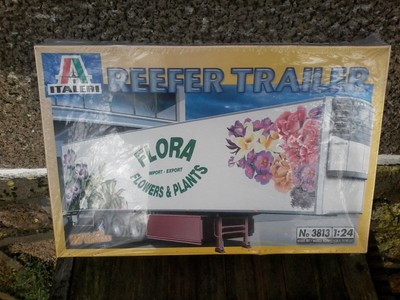 ITALERI
REEFER TRAILER
FLORA
IMPORT - EXPORT
FLOWERS & PLANTS
No 3813 1:24